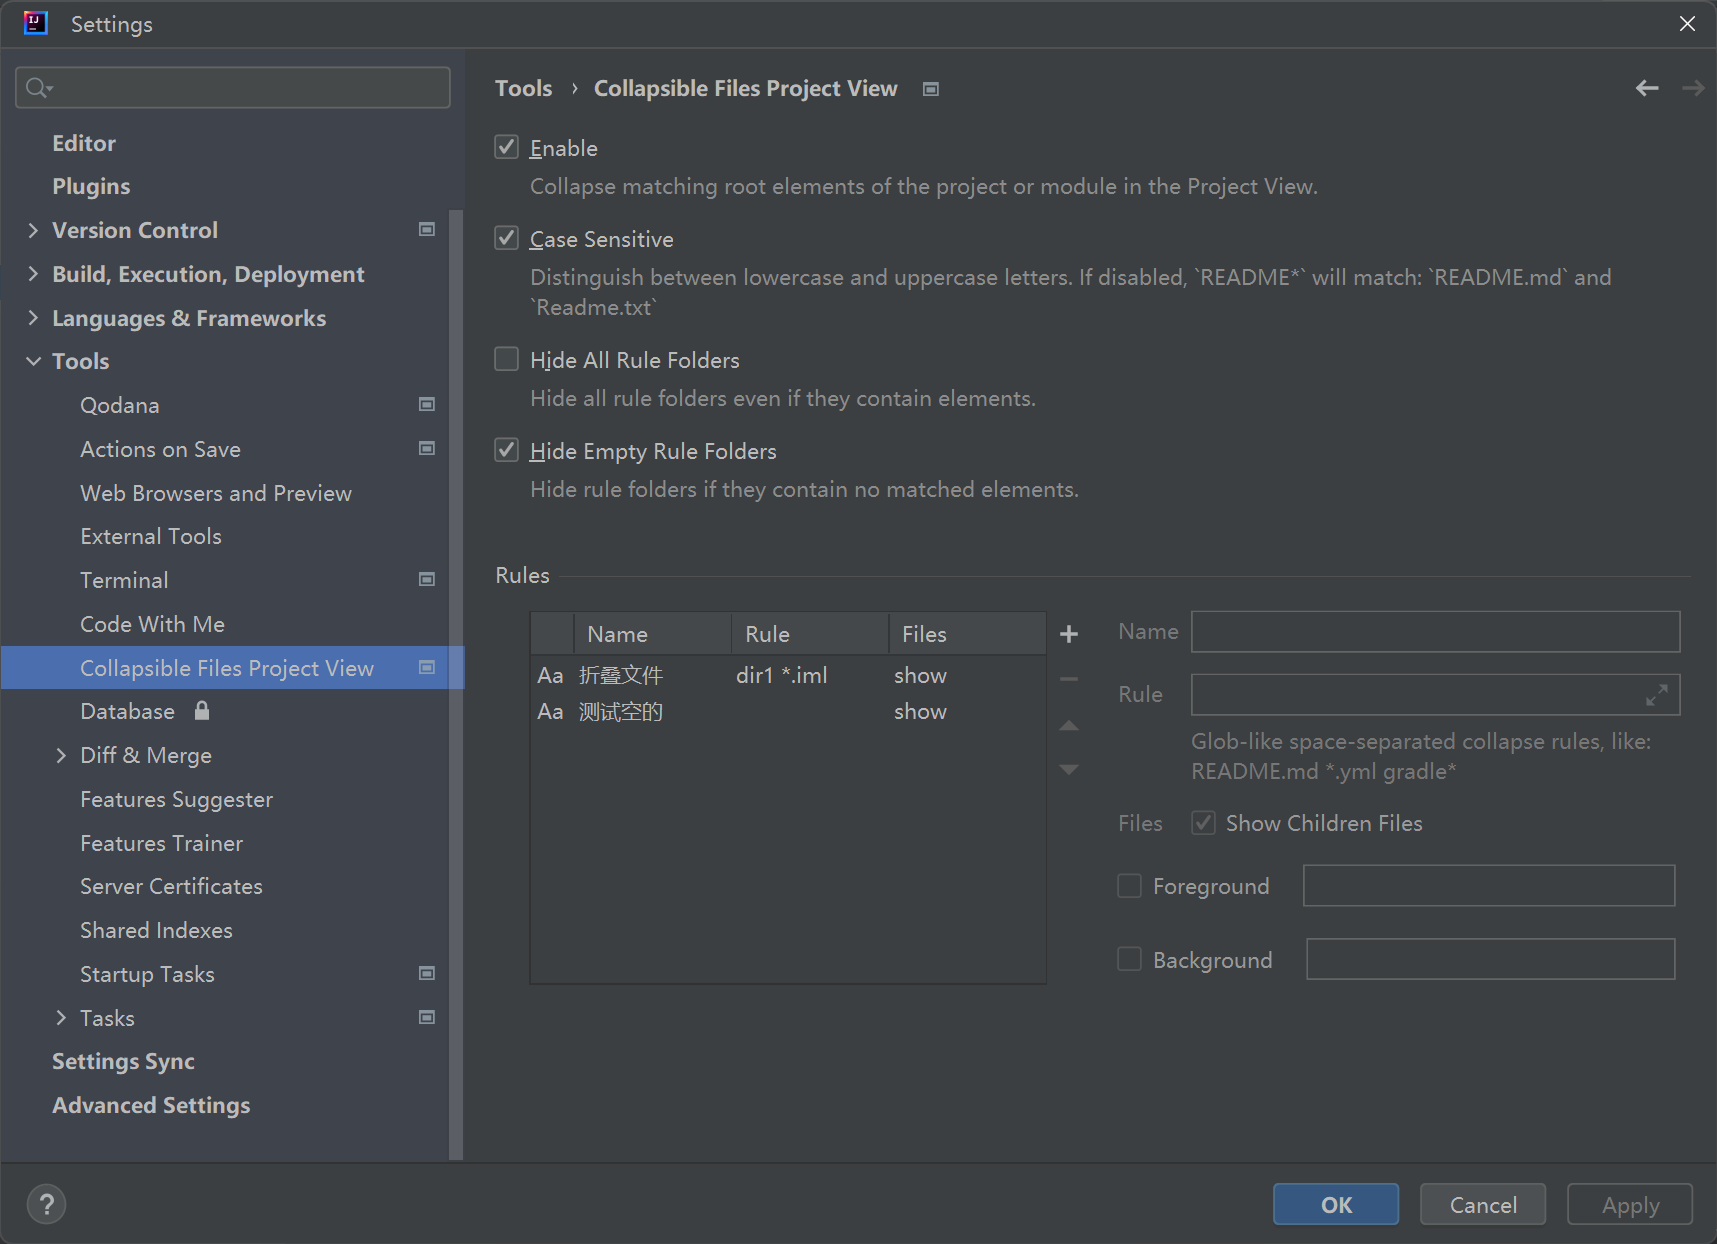 Settings
Editor
Plugins
Version Control
Build, Execution, Deployment
Languages & Frameworks
Tools
Qodana
Actions on Save
Web Browsers and Preview
External Tools
Terminal
Code With Me
Collapsible Files Project View
Database
Diff & Merge
Features Suggester
Features Trainer
Server Certificates
Shared Indexes
Startup Tasks
Tasks
Settings Sync
Advanced Settings
Tools › Collapsible Files Project View
Enable
Collapse matching root elements of the project or module in the Project View.
Case Sensitive
Distinguish between lowercase and uppercase letters. If disabled, `README*` will match: `README.md` and
`Readme.txt`
Hide All Rule Folders
Hide all rule folders even if they contain elements.
Hide Empty Rule Folders
Hide rule folders if they contain no matched elements.
Rules
Name Rule Files
Aa 折叠文件 dir1 *.iml show
Aa 测试空的 show
Name
Rule
Glob-like space-separated collapse rules, like:
README.md *.yml gradle*
Files Show Children Files
Foreground
Background
?
OK Cancel Apply